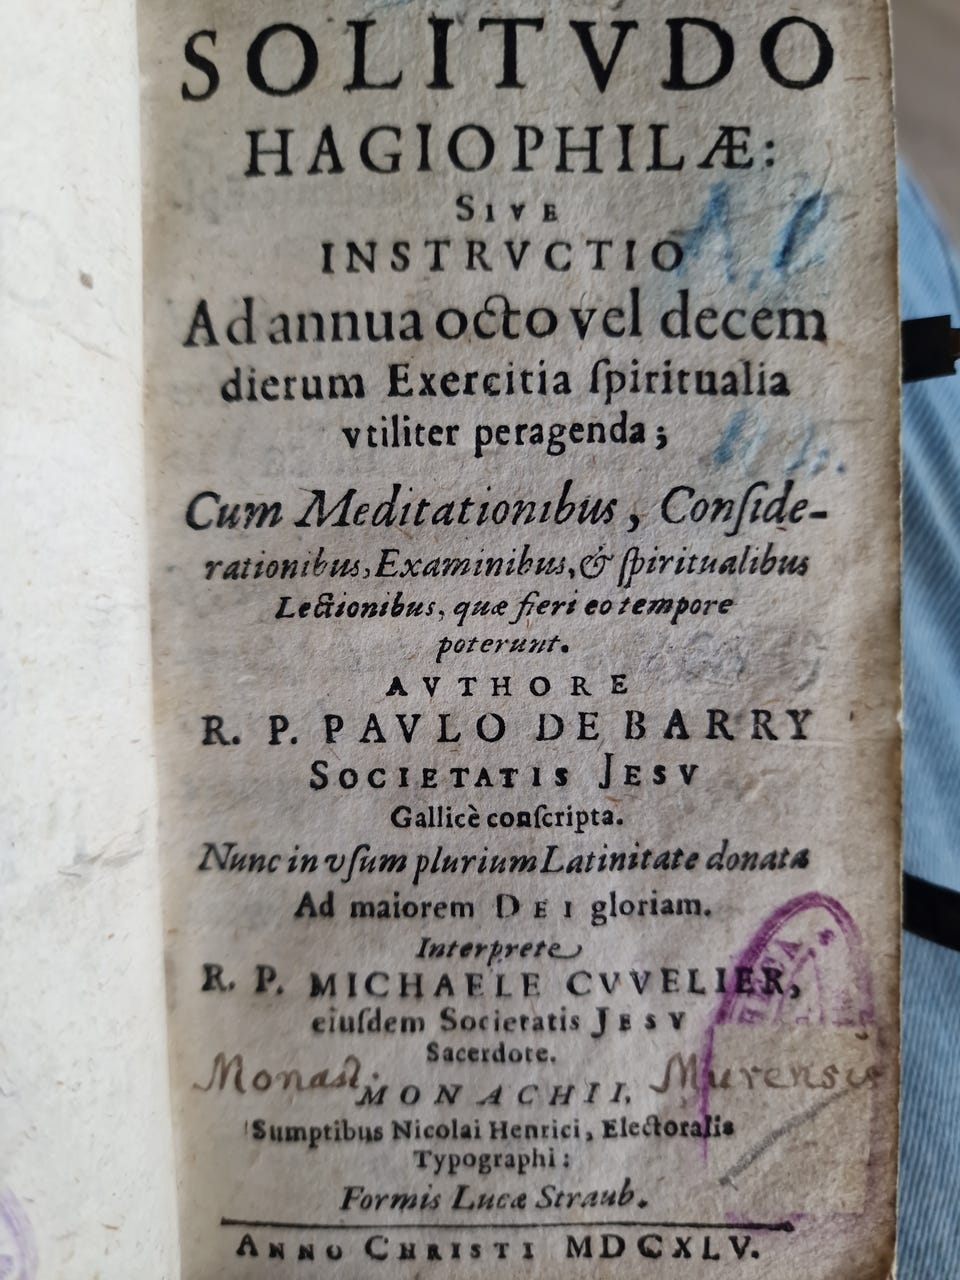 SOLITVDO
HAGIOPHILÆ:
SIVE
INSTRVCTIO
Ad annua octo vel decem
dierum Exercitia ſpiritualia
vtiliter peragenda;
Cum Meditationibus, Conſide-
rationibus, Examinibus, & ſpiritualibus
Lectionibus, quæ fieri eo tempore
poterunt.
AVTHORE
R. P. PAVLO DE BARRY
SOCIETATIS JESV
Gallicè conſcripta.
Nunc in vſum plurium Latinitate donata
Ad maiorem DEI gloriam.
Interprete
R. P. MICHAELE CVVELIER,
eiuſdem Societatis JESV
Sacerdote.
Monast. Murensis
MONACHII,
Sumptibus Nicolai Henrici, Electoralis
Typographi:
Formis Lucæ Straub.
ANNO CHRISTI MDCXLV.